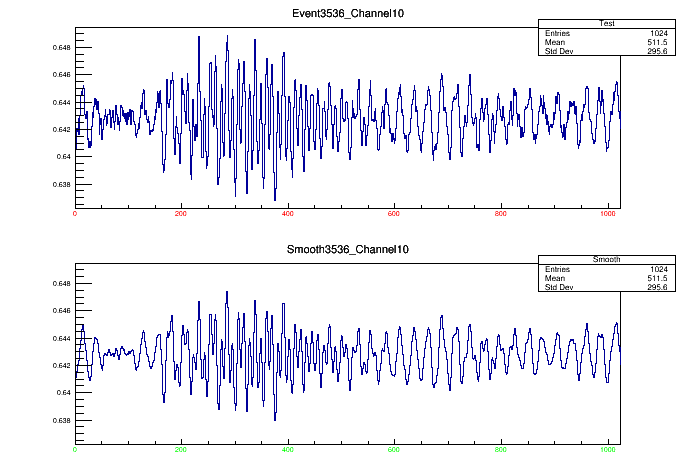 Event3536_Channel10
Test
Entries 1024
Mean 511.5
Std Dev 295.6
0.648
0.646
0.644
0.642
0.64
0.638
0 200 400 600 800 1000
Smooth3536_Channel10
Smooth
Entries 1024
Mean 511.5
Std Dev 295.6
0.648
0.646
0.644
0.642
0.64
0.638
0 200 400 600 800 1000